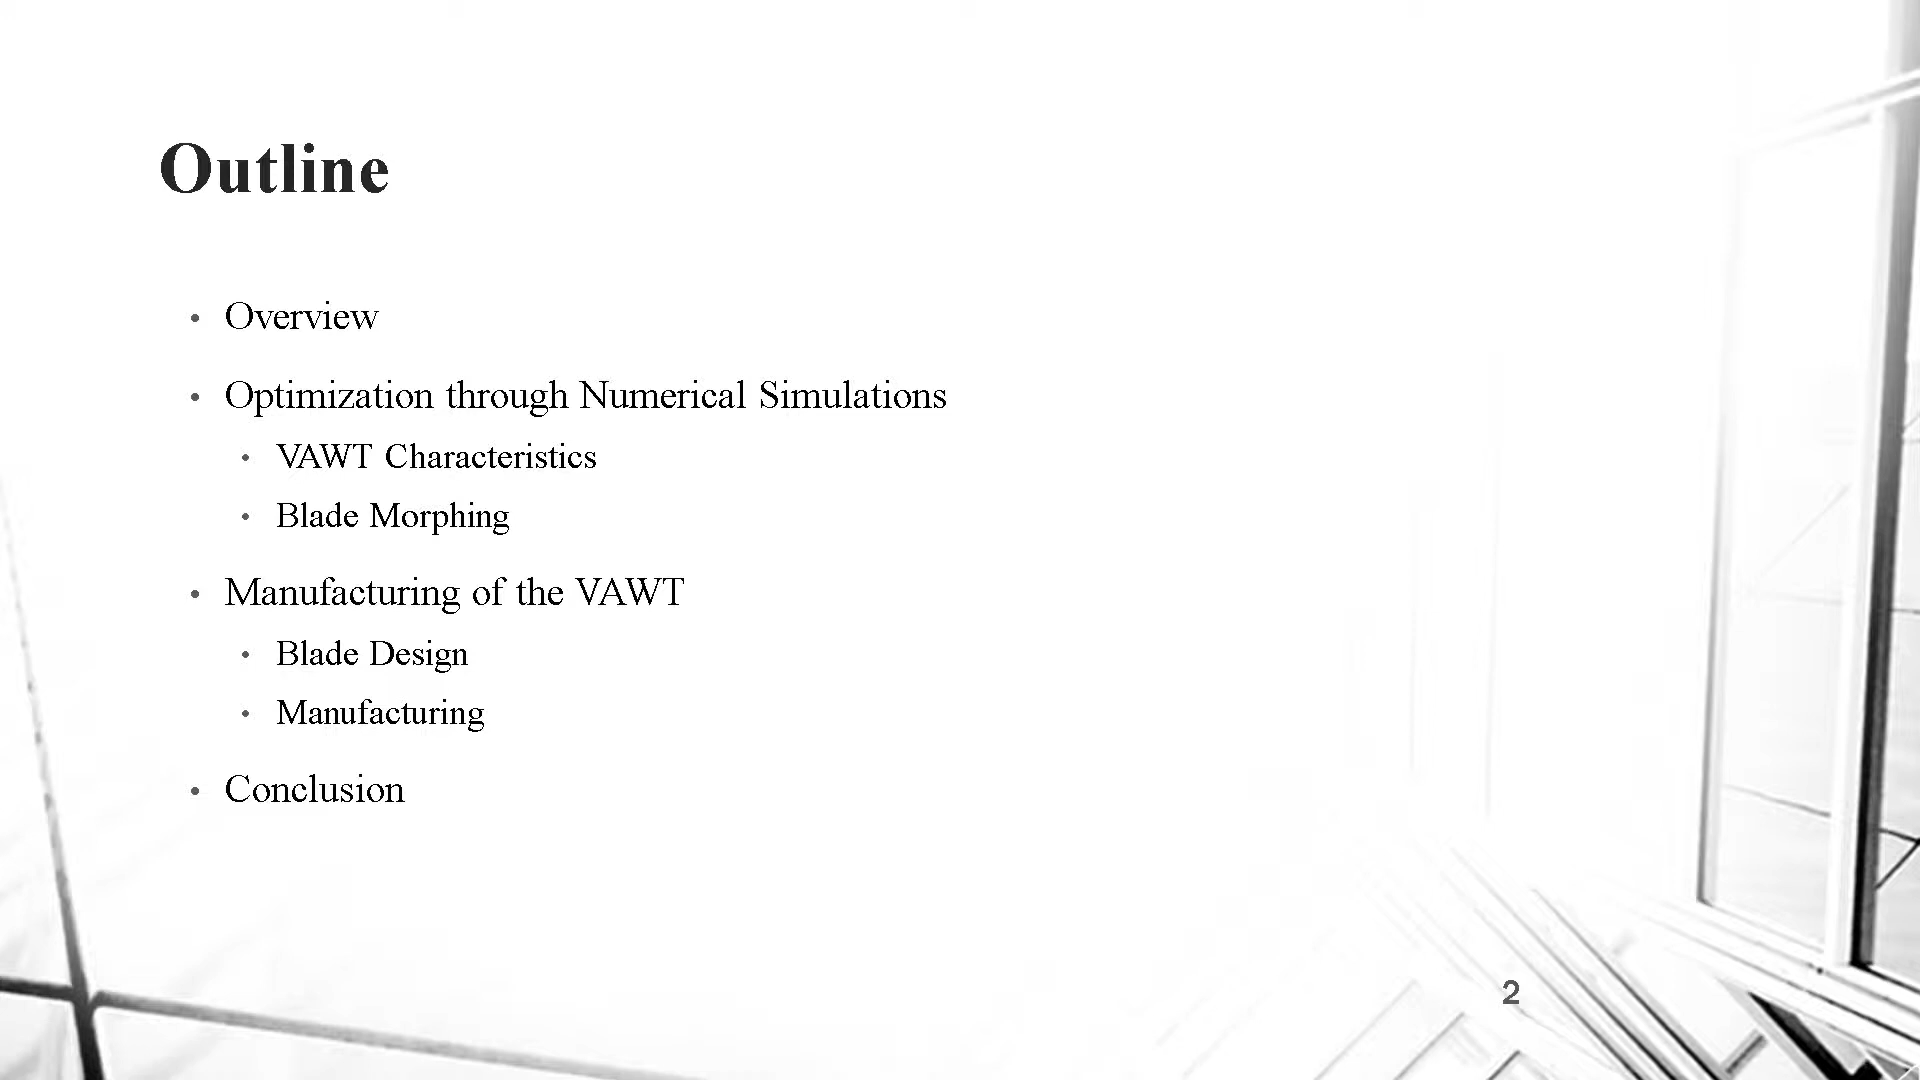 Outline
• Overview
• Optimization through Numerical Simulations
• VAWT Characteristics
• Blade Morphing
• Manufacturing of the VAWT
• Blade Design
• Manufacturing
• Conclusion
2